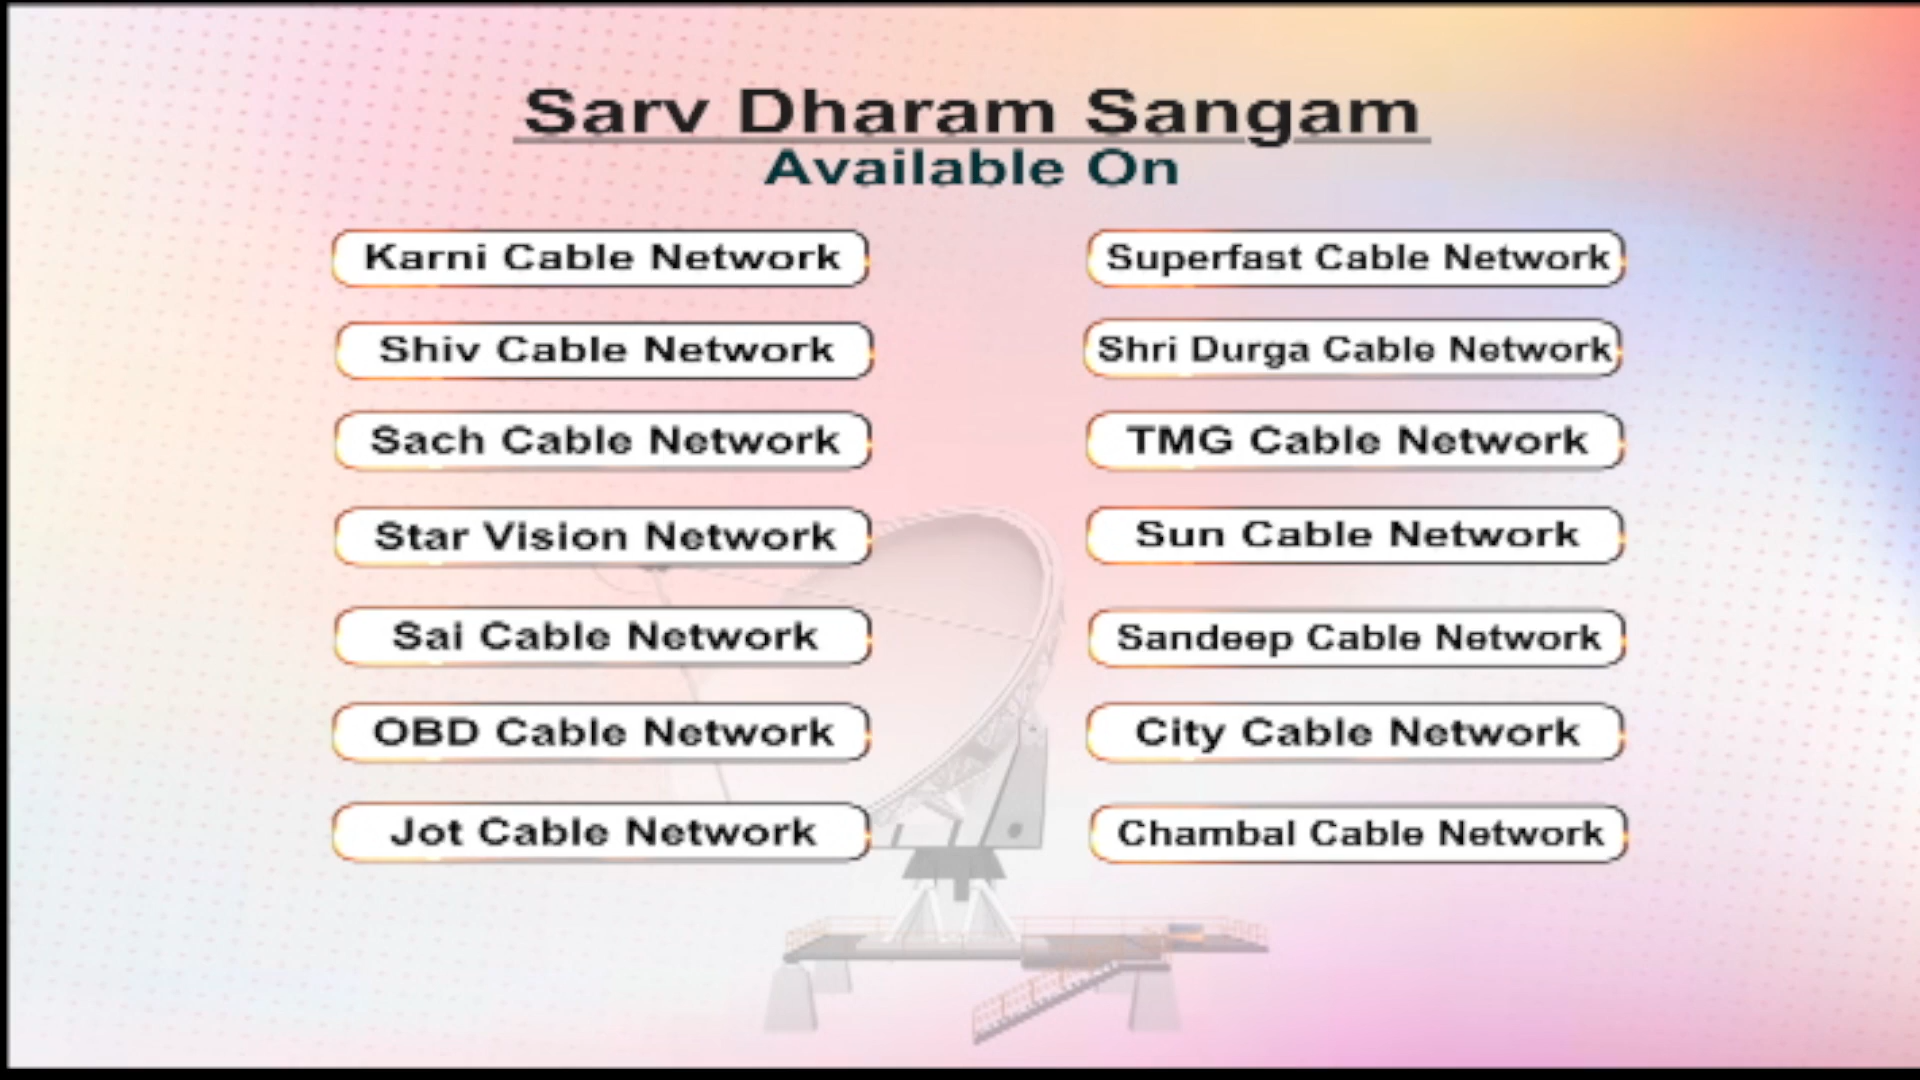 Sarv Dharam Sangam
Available On
Karni Cable Network
Superfast Cable Network
Shiv Cable Network
Shri Durga Cable Network
Sach Cable Network
TMG Cable Network
Star Vision Network
Sun Cable Network
Sai Cable Network
Sandeep Cable Network
OBD Cable Network
City Cable Network
Jot Cable Network
Chambal Cable Network